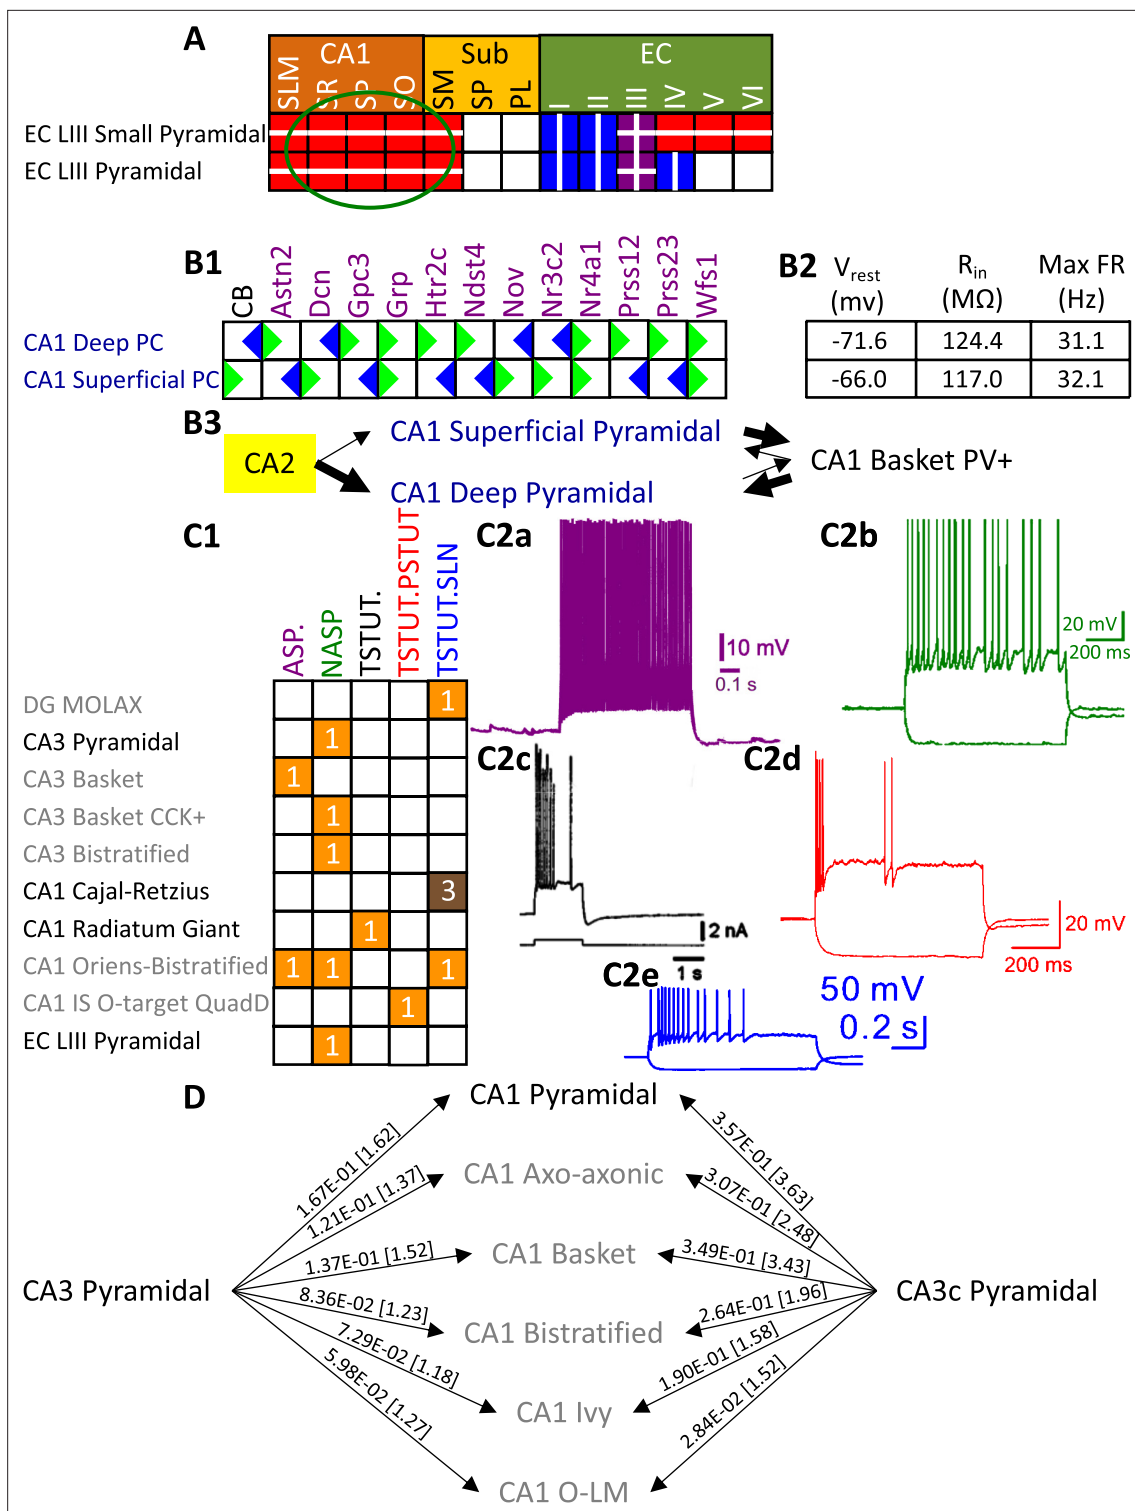 A
CA1 Sub EC
SLM SR SP SO SM SP PL I II III IV V VI
EC LIII Small Pyramidal
EC LIII Pyramidal
B1
CB Astn2 Dcn Gpc3 Grp Htr2c Ndst4 Nov Nr3c2 Nr4a1 Prss12 Prss23 Wfs1
CA1 Deep PC
CA1 Superficial PC
B2
Vrest (mv) Rin (MΩ) Max FR (Hz)
-71.6 124.4 31.1
-66.0 117.0 32.1
B3
CA2
CA1 Superficial Pyramidal
CA1 Basket PV+
CA1 Deep Pyramidal
C1
ASP. NASP TSTUT. TSTUT.PSTUT TSTUT.SLN
DG MOLAX 1
CA3 Pyramidal 1
CA3 Basket 1
CA3 Basket CCK+ 1
CA3 Bistratified 1
CA1 Cajal-Retzius 3
CA1 Radiatum Giant 1
CA1 Oriens-Bistratified 1 1 1
CA1 IS O-target QuadD 1
EC LIII Pyramidal 1
C2a
10 mV
0.1 s
C2b
20 mV
200 ms
C2c
2 nA
1 s
C2d
20 mV
200 ms
C2e
50 mV
0.2 s
D
CA1 Pyramidal
1.67E-01 [1.62]
3.57E-01 [3.63]
CA1 Axo-axonic
1.21E-01 [1.37]
3.07E-01 [2.48]
CA1 Basket
1.37E-01 [1.52]
3.49E-01 [3.43]
CA3 Pyramidal
CA3c Pyramidal
8.36E-02 [1.23]
2.64E-01 [1.96]
CA1 Bistratified
7.29E-02 [1.18]
1.90E-01 [1.58]
CA1 Ivy
5.98E-02 [1.27]
2.84E-02 [1.52]
CA1 O-LM